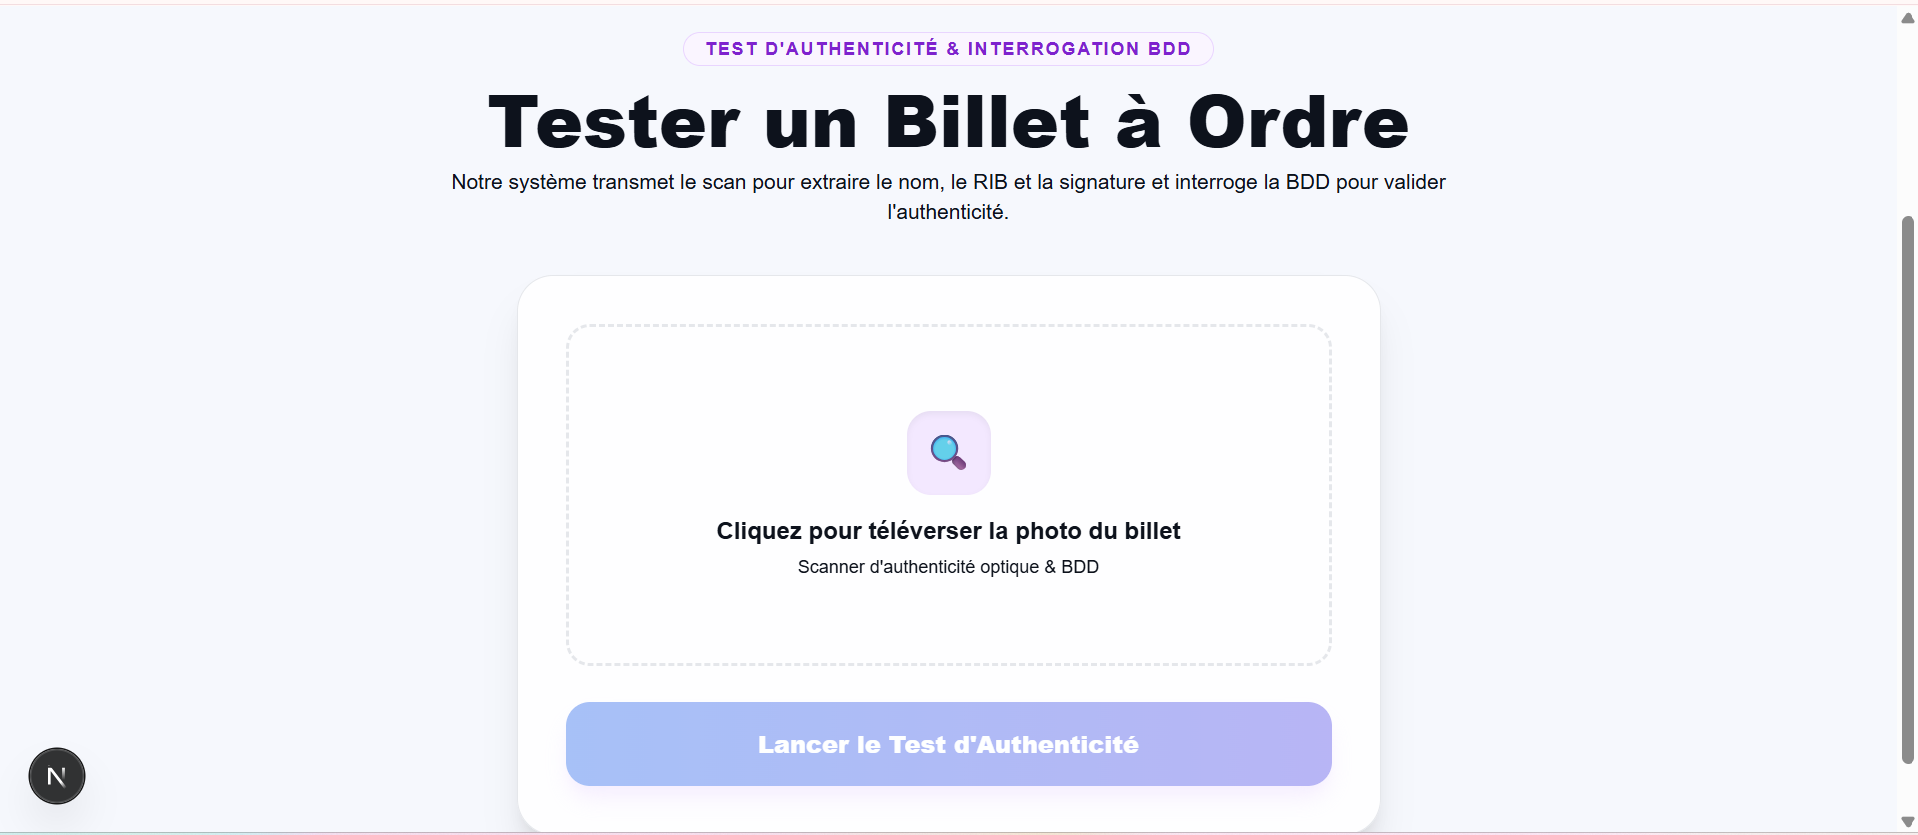 TEST D'AUTHENTICITÉ & INTERROGATION BDD
Tester un Billet à Ordre
Notre système transmet le scan pour extraire le nom, le RIB et la signature et interroge la BDD pour valider
l'authenticité.
Cliquez pour téléverser la photo du billet
Scanner d'authenticité optique & BDD
Lancer le Test d'Authenticité
N